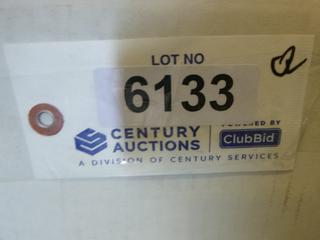 LOT NO
6133
CENTURY AUCTIONS
POWERED BY
ClubBid
A DIVISION OF CENTURY SERVICES